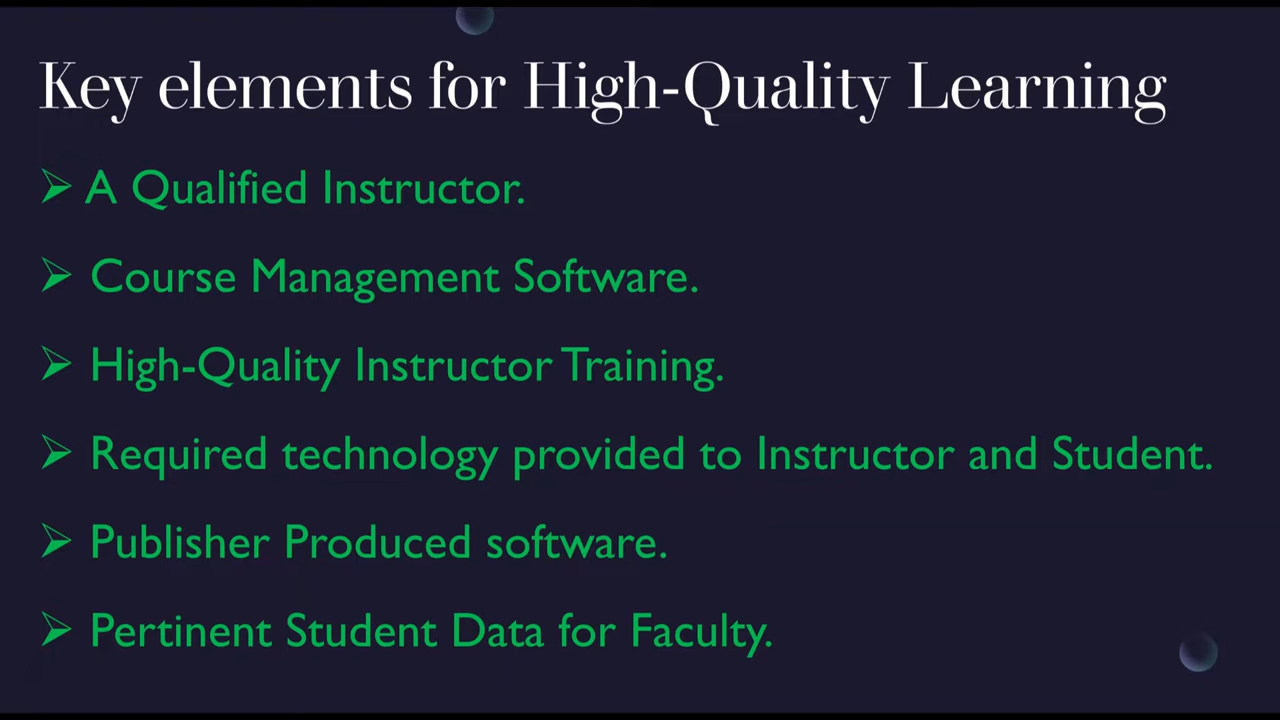 Key elements for High-Quality Learning
➢ A Qualified Instructor.
➢ Course Management Software.
➢ High-Quality Instructor Training.
➢ Required technology provided to Instructor and Student.
➢ Publisher Produced software.
➢ Pertinent Student Data for Faculty.